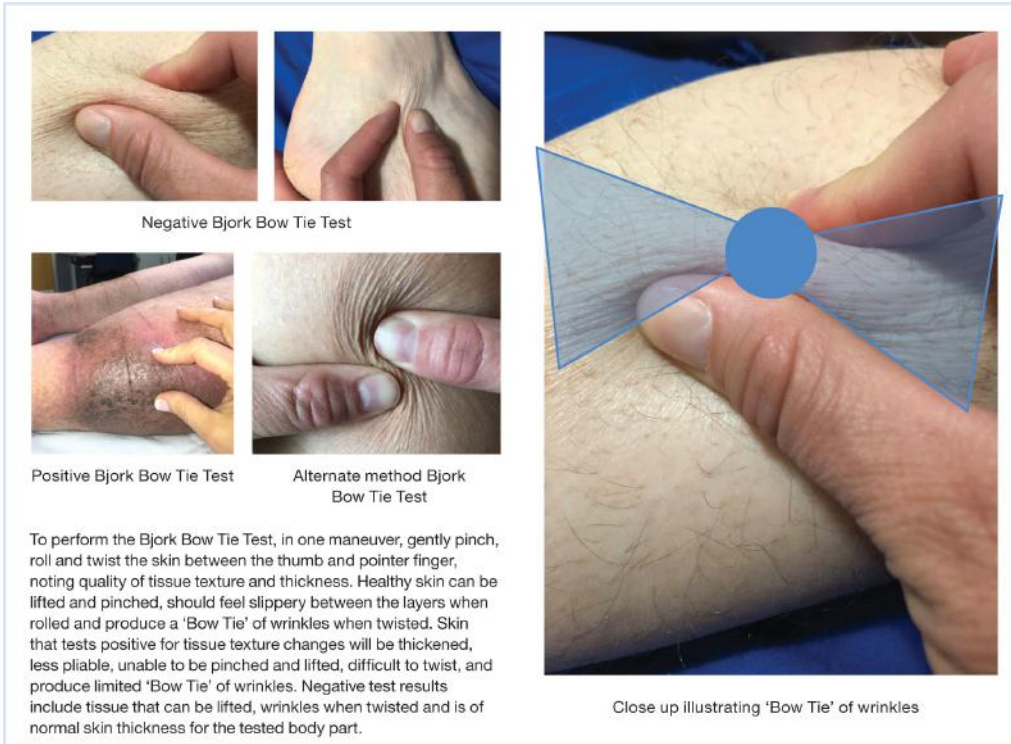 Negative Bjork Bow Tie Test
Positive Bjork Bow Tie Test
Alternate method Bjork
Bow Tie Test
To perform the Bjork Bow Tie Test, in one maneuver, gently pinch,
roll and twist the skin between the thumb and pointer finger,
noting quality of tissue texture and thickness. Healthy skin can be
lifted and pinched, should feel slippery between the layers when
rolled and produce a ‘Bow Tie’ of wrinkles when twisted. Skin
that tests positive for tissue texture changes will be thickened,
less pliable, unable to be pinched and lifted, difficult to twist, and
produce limited ‘Bow Tie’ of wrinkles. Negative test results
include tissue that can be lifted, wrinkles when twisted and is of
normal skin thickness for the tested body part.
Close up illustrating ‘Bow Tie’ of wrinkles